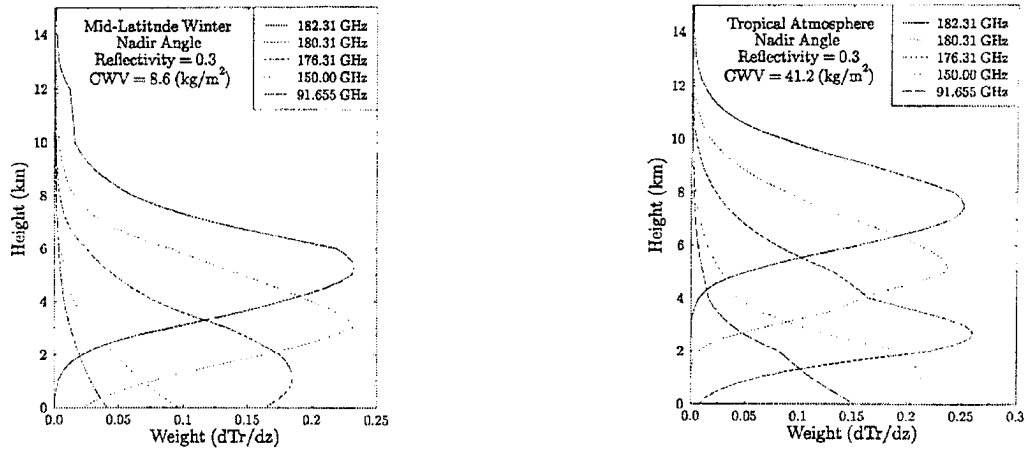 Mid-Latitude Winter
Nadir Angle
Reflectivity = 0.3
CWV = 8.6 (kg/m²)
182.31 GHz
180.31 GHz
176.31 GHz
150.00 GHz
91.655 GHz
14
12
10
8
6
4
2
0
Height (km)
0.0 0.05 0.1 0.15 0.2 0.25
Weight (dTr/dz)
Tropical Atmosphere
Nadir Angle
Reflectivity = 0.3
CWV = 41.2 (kg/m²)
182.31 GHz
180.31 GHz
176.31 GHz
150.00 GHz
91.655 GHz
14
12
10
8
6
4
2
0
Height (km)
0.0 0.05 0.1 0.15 0.2 0.25 0.3
Weight (dTr/dz)